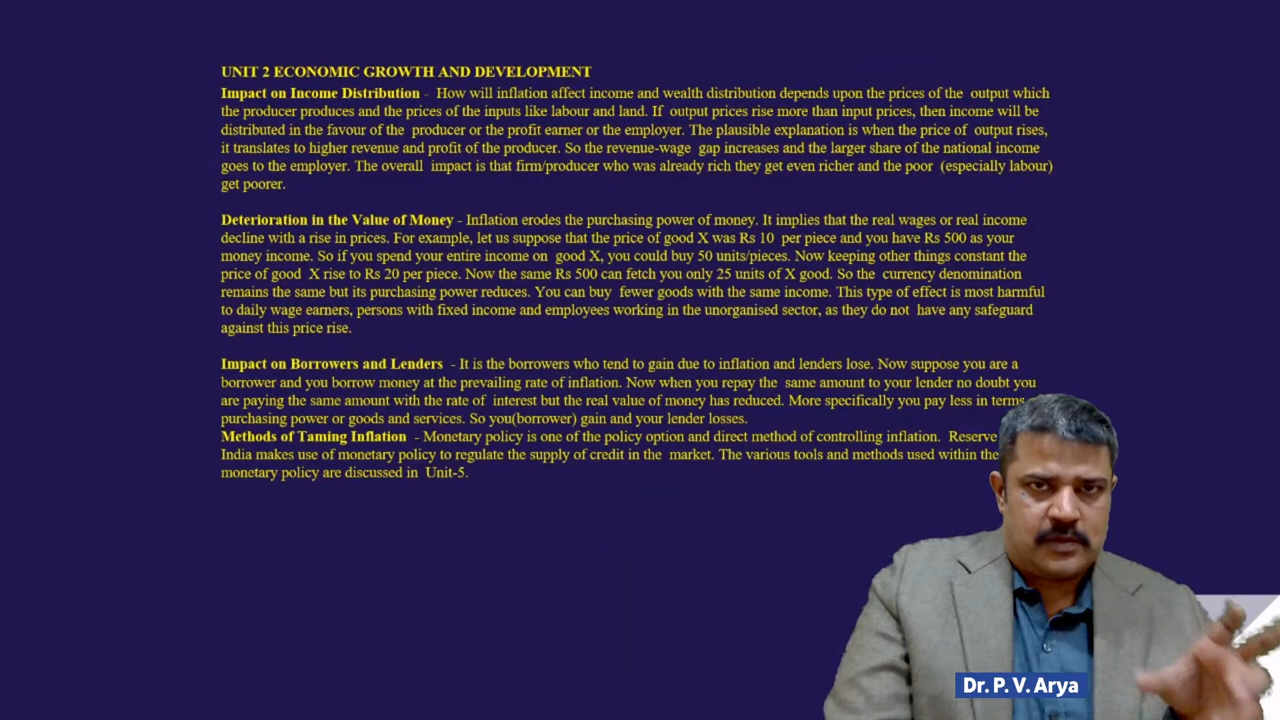 UNIT 2 ECONOMIC GROWTH AND DEVELOPMENT
Impact on Income Distribution - How will inflation affect income and wealth distribution depends upon the prices of the output which
the producer produces and the prices of the inputs like labour and land. If output prices rise more than input prices, then income will be
distributed in the favour of the producer or the profit earner or the employer. The plausible explanation is when the price of output rises,
it translates to higher revenue and profit of the producer. So the revenue-wage gap increases and the larger share of the national income
goes to the employer. The overall impact is that firm/producer who was already rich they get even richer and the poor (especially labour)
get poorer.
Deterioration in the Value of Money - Inflation erodes the purchasing power of money. It implies that the real wages or real income
decline with a rise in prices. For example, let us suppose that the price of good X was Rs 10 per piece and you have Rs 500 as your
money income. So if you spend your entire income on good X, you could buy 50 units/pieces. Now keeping other things constant the
price of good X rise to Rs 20 per piece. Now the same Rs 500 can fetch you only 25 units of X good. So the currency denomination
remains the same but its purchasing power reduces. You can buy fewer goods with the same income. This type of effect is most harmful
to daily wage earners, persons with fixed income and employees working in the unorganised sector, as they do not have any safeguard
against this price rise.
Impact on Borrowers and Lenders - It is the borrowers who tend to gain due to inflation and lenders lose. Now suppose you are a
borrower and you borrow money at the prevailing rate of inflation. Now when you repay the same amount to your lender no doubt you
are paying the same amount with the rate of interest but the real value of money has reduced. More specifically you pay less in terms
purchasing power or goods and services. So you(borrower) gain and your lender losses.
Methods of Taming Inflation - Monetary policy is one of the policy option and direct method of controlling inflation. Reserve
India makes use of monetary policy to regulate the supply of credit in the market. The various tools and methods used within the
monetary policy are discussed in Unit-5.
Dr. P. V. Arya